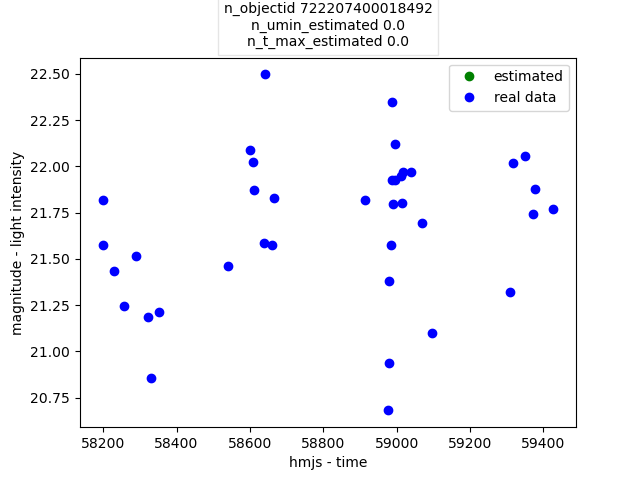 n_objectid 722207400018492
n_umin_estimated 0.0
n_t_max_estimated 0.0
estimated
real data
magnitude - light intensity
22.50
22.25
22.00
21.75
21.50
21.25
21.00
20.75
58200 58400 58600 58800 59000 59200 59400
hmjs - time